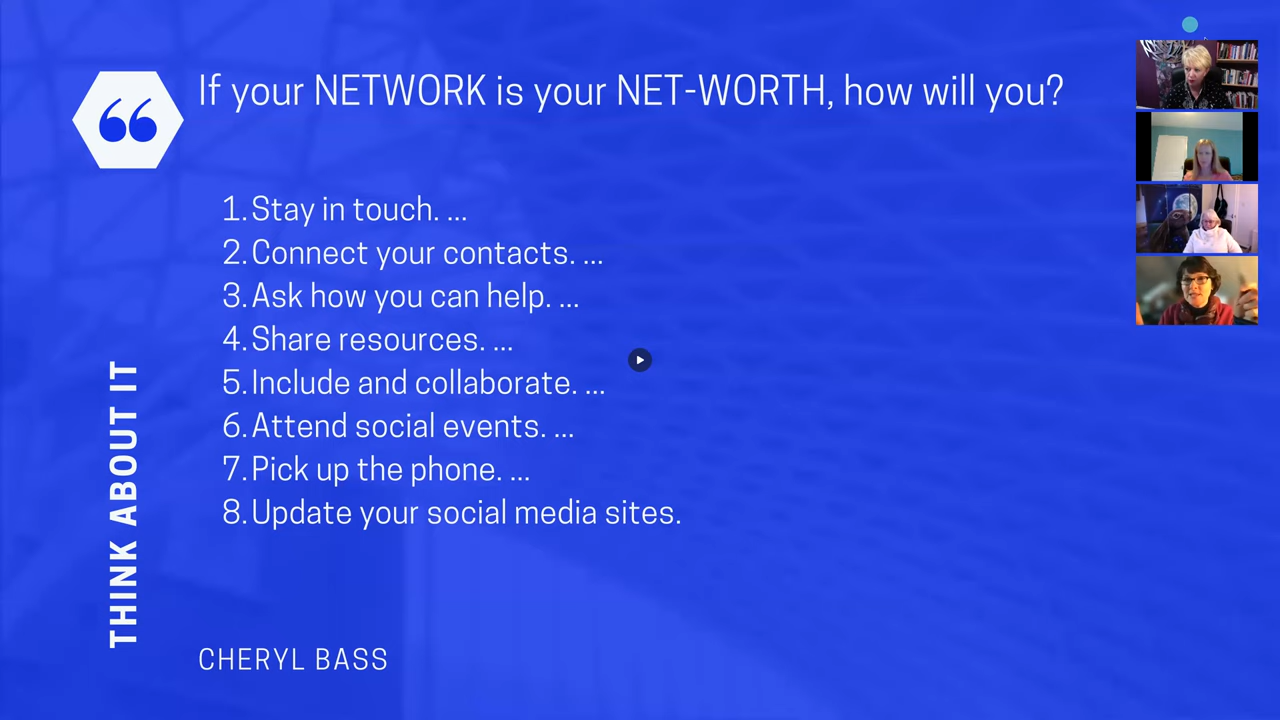 If your NETWORK is your NET-WORTH, how will you?
1. Stay in touch. ...
2. Connect your contacts. ...
3. Ask how you can help. ...
4. Share resources. ...
5. Include and collaborate. ...
6. Attend social events. ...
7. Pick up the phone. ...
8. Update your social media sites.
THINK ABOUT IT
CHERYL BASS